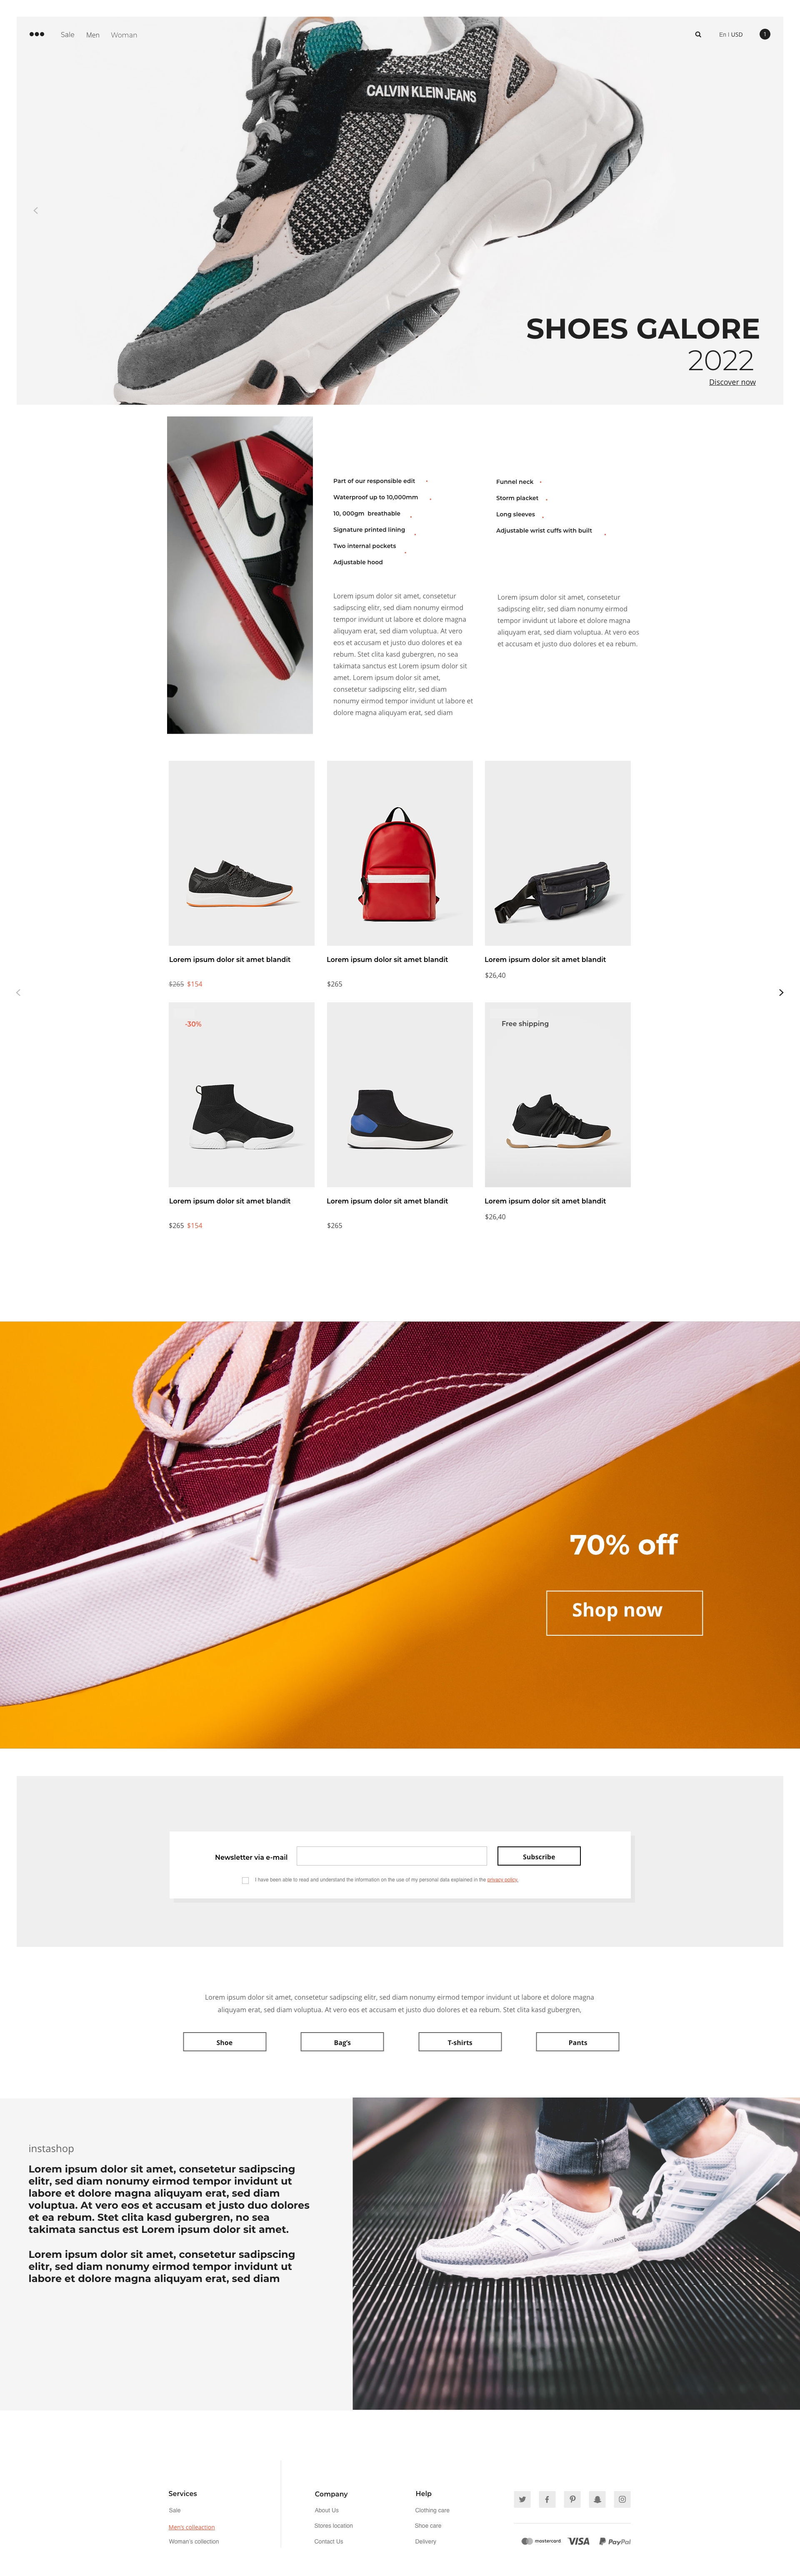 Sale Men Woman
En | USD
1
CALVIN KLEIN JEANS
SHOES GALORE
2022
Discover now
Part of our responsible edit
Waterproof up to 10,000mm
10, 000gm breathable
Signature printed lining
Two internal pockets
Adjustable hood
Funnel neck
Storm placket
Long sleeves
Adjustable wrist cuffs with built
Lorem ipsum dolor sit amet, consetetur
sadipscing elitr, sed diam nonumy eirmod
tempor invidunt ut labore et dolore magna
aliquyam erat, sed diam voluptua. At vero
eos et accusam et justo duo dolores et ea
rebum. Stet clita kasd gubergren, no sea
takimata sanctus est Lorem ipsum dolor sit
amet. Lorem ipsum dolor sit amet,
consetetur sadipscing elitr, sed diam
nonumy eirmod tempor invidunt ut labore et
dolore magna aliquyam erat, sed diam
Lorem ipsum dolor sit amet, consetetur
sadipscing elitr, sed diam nonumy eirmod
tempor invidunt ut labore et dolore magna
aliquyam erat, sed diam voluptua. At vero eos
et accusam et justo duo dolores et ea rebum.
Lorem ipsum dolor sit amet blandit
$265 $154
Lorem ipsum dolor sit amet blandit
$265
Lorem ipsum dolor sit amet blandit
$26,40
-30%
Free shipping
Lorem ipsum dolor sit amet blandit
$265 $154
Lorem ipsum dolor sit amet blandit
$265
Lorem ipsum dolor sit amet blandit
$26,40
70% off
Shop now
Newsletter via e-mail
Subscribe
I have been able to read and understand the information on the use of my personal data explained in the privacy policy.
Lorem ipsum dolor sit amet, consetetur sadipscing elitr, sed diam nonumy eirmod tempor invidunt ut labore et dolore magna
aliquyam erat, sed diam voluptua. At vero eos et accusam et justo duo dolores et ea rebum. Stet clita kasd gubergren,
Shoe
Bag's
T-shirts
Pants
instashop
Lorem ipsum dolor sit amet, consetetur sadipscing
elitr, sed diam nonumy eirmod tempor invidunt ut
labore et dolore magna aliquyam erat, sed diam
voluptua. At vero eos et accusam et justo duo dolores
et ea rebum. Stet clita kasd gubergren, no sea
takimata sanctus est Lorem ipsum dolor sit amet.
Lorem ipsum dolor sit amet, consetetur sadipscing
elitr, sed diam nonumy eirmod tempor invidunt ut
labore et dolore magna aliquyam erat, sed diam
Services
Sale
Men's colleaction
Woman's collection
Company
About Us
Stores location
Contact Us
Help
Clothing care
Shoe care
Delivery
mastercard VISA PayPal